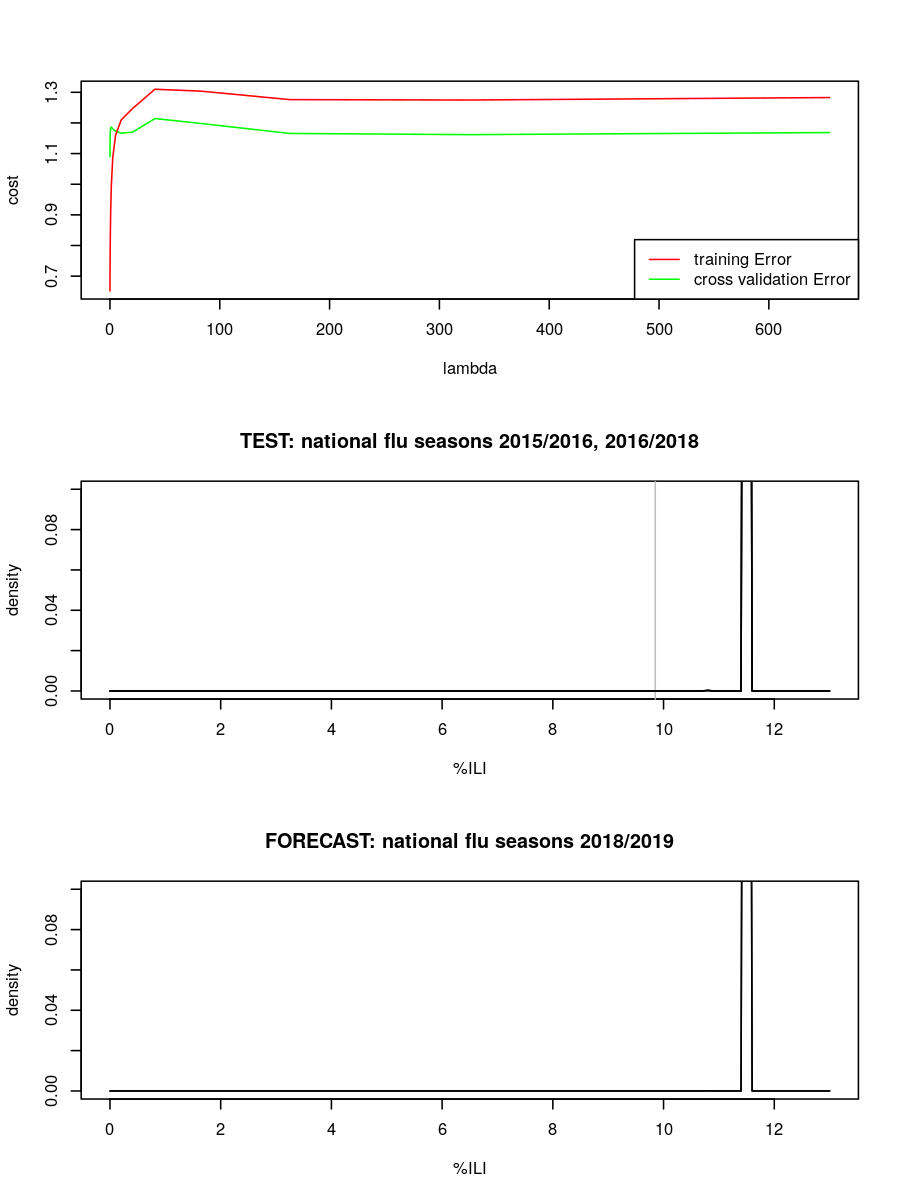 cost
0.7 0.9 1.1 1.3
training Error
cross validation Error
0 100 200 300 400 500 600
lambda
TEST: national flu seasons 2015/2016, 2016/2018
density
0.00 0.04 0.08
0 2 4 6 8 10 12
%ILI
FORECAST: national flu seasons 2018/2019
density
0.00 0.04 0.08
0 2 4 6 8 10 12
%ILI